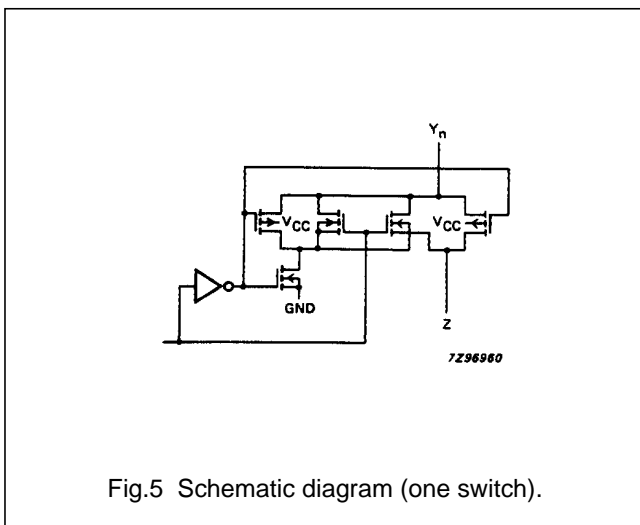 Yn
VCC
VCC
GND
Z
7Z96960
Fig.5 Schematic diagram (one switch).